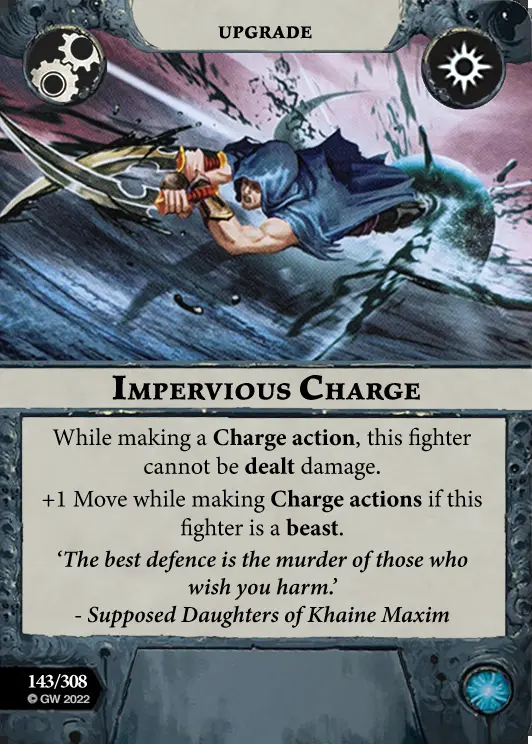 UPGRADE
Impervious Charge
While making a Charge action, this fighter
cannot be dealt damage.
+1 Move while making Charge actions if this
fighter is a beast.
‘The best defence is the murder of those who
wish you harm.’
- Supposed Daughters of Khaine Maxim
143/308
© GW 2022